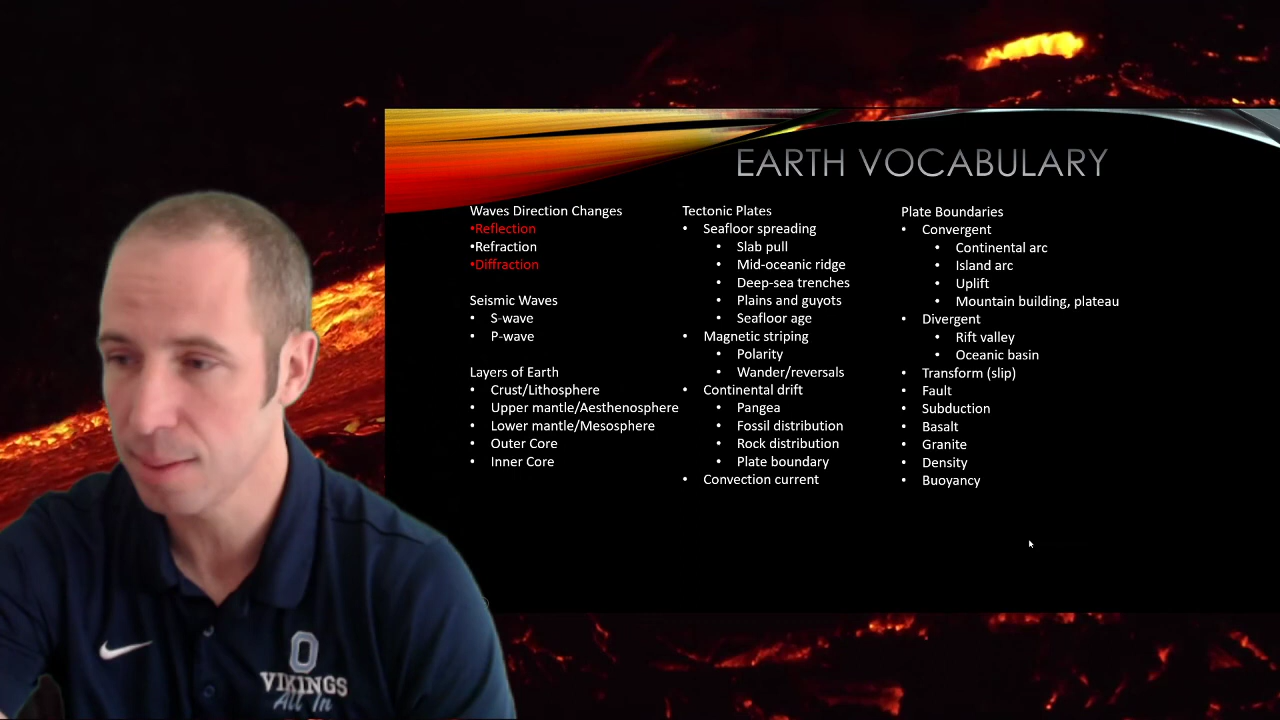 EARTH VOCABULARY
Waves Direction Changes
•Reflection
•Refraction
•Diffraction
Seismic Waves
• S-wave
• P-wave
Layers of Earth
• Crust/Lithosphere
• Upper mantle/Aesthenosphere
• Lower mantle/Mesosphere
• Outer Core
• Inner Core
Tectonic Plates
• Seafloor spreading
• Slab pull
• Mid-oceanic ridge
• Deep-sea trenches
• Plains and guyots
• Seafloor age
• Magnetic striping
• Polarity
• Wander/reversals
• Continental drift
• Pangea
• Fossil distribution
• Rock distribution
• Plate boundary
• Convection current
Plate Boundaries
• Convergent
• Continental arc
• Island arc
• Uplift
• Mountain building, plateau
• Divergent
• Rift valley
• Oceanic basin
• Transform (slip)
• Fault
• Subduction
• Basalt
• Granite
• Density
• Buoyancy
O
VIKINGS
All In